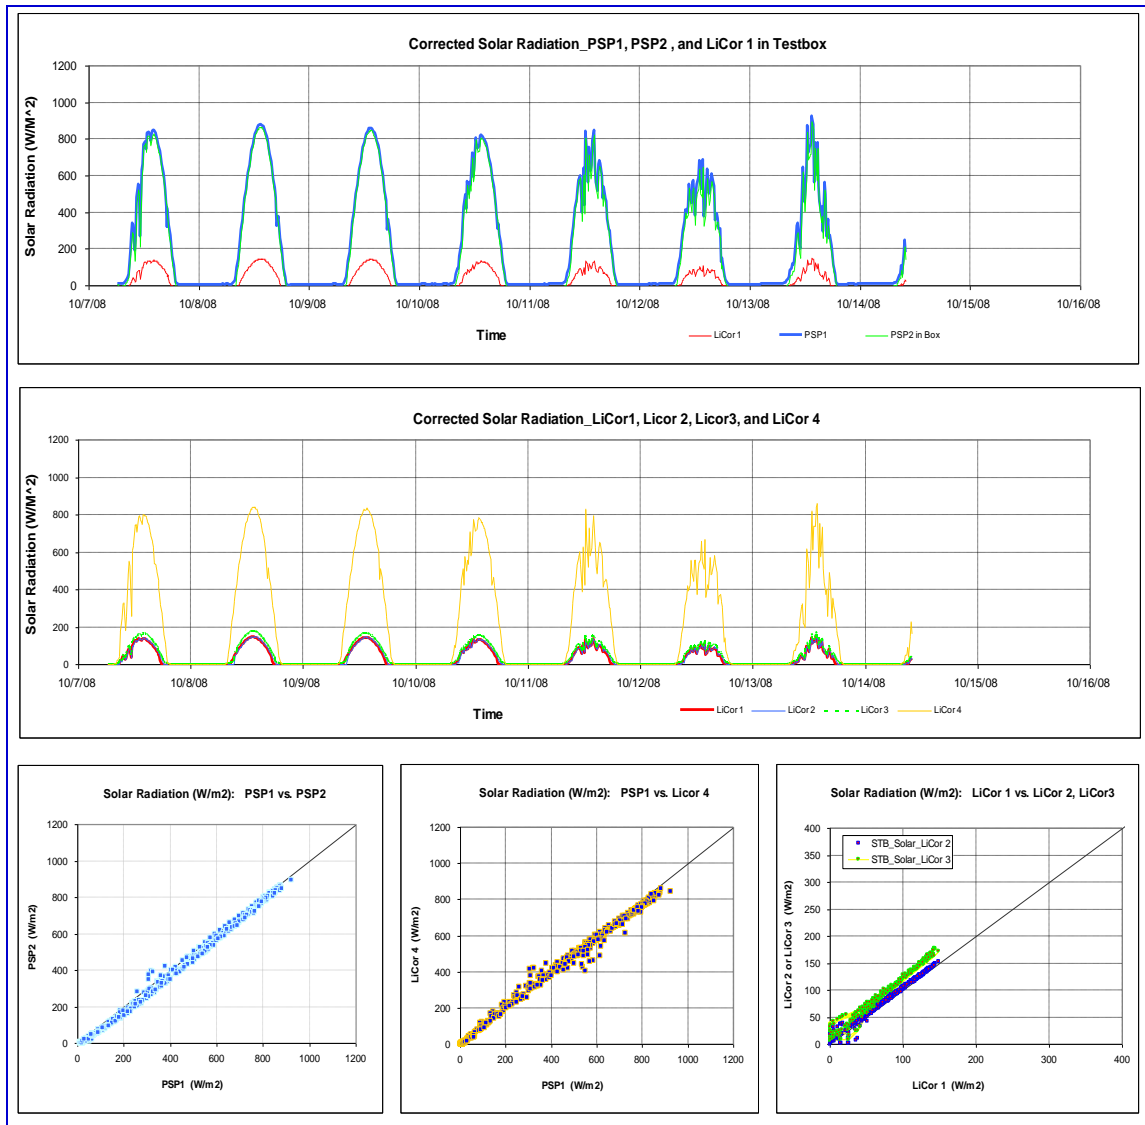 Corrected Solar Radiation_PSP1, PSP2 , and LiCor 1 in Testbox
Solar Radiation (W/M^2)
1200
1000
800
600
400
200
0
10/7/08 10/8/08 10/9/08 10/10/08 10/11/08 10/12/08 10/13/08 10/14/08 10/15/08 10/16/08
Time
LiCor 1 PSP1 PSP2 in Box
Corrected Solar Radiation_LiCor1, Licor 2, Licor3, and LiCor 4
Solar Radiation (W/M^2)
1200
1000
800
600
400
200
0
10/7/08 10/8/08 10/9/08 10/10/08 10/11/08 10/12/08 10/13/08 10/14/08 10/15/08 10/16/08
Time
LiCor 1 LiCor 2 LiCor 3 LiCor 4
Solar Radiation (W/m2): PSP1 vs. PSP2
PSP2 (W/m2)
1200
1000
800
600
400
200
0
0 200 400 600 800 1000 1200
PSP1 (W/m2)
Solar Radiation (W/m2): PSP1 vs. Licor 4
LiCor 4 (W/m2)
1200
1000
800
600
400
200
0
0 200 400 600 800 1000 1200
PSP1 (W/m2)
Solar Radiation (W/m2): LiCor 1 vs. LiCor 2, LiCor3
LiCor 2 or LiCor 3 (W/m2)
400
350
300
250
200
150
100
50
0
STB_Solar_LiCor 2
STB_Solar_LiCor 3
0 100 200 300 400
LiCor 1 (W/m2)